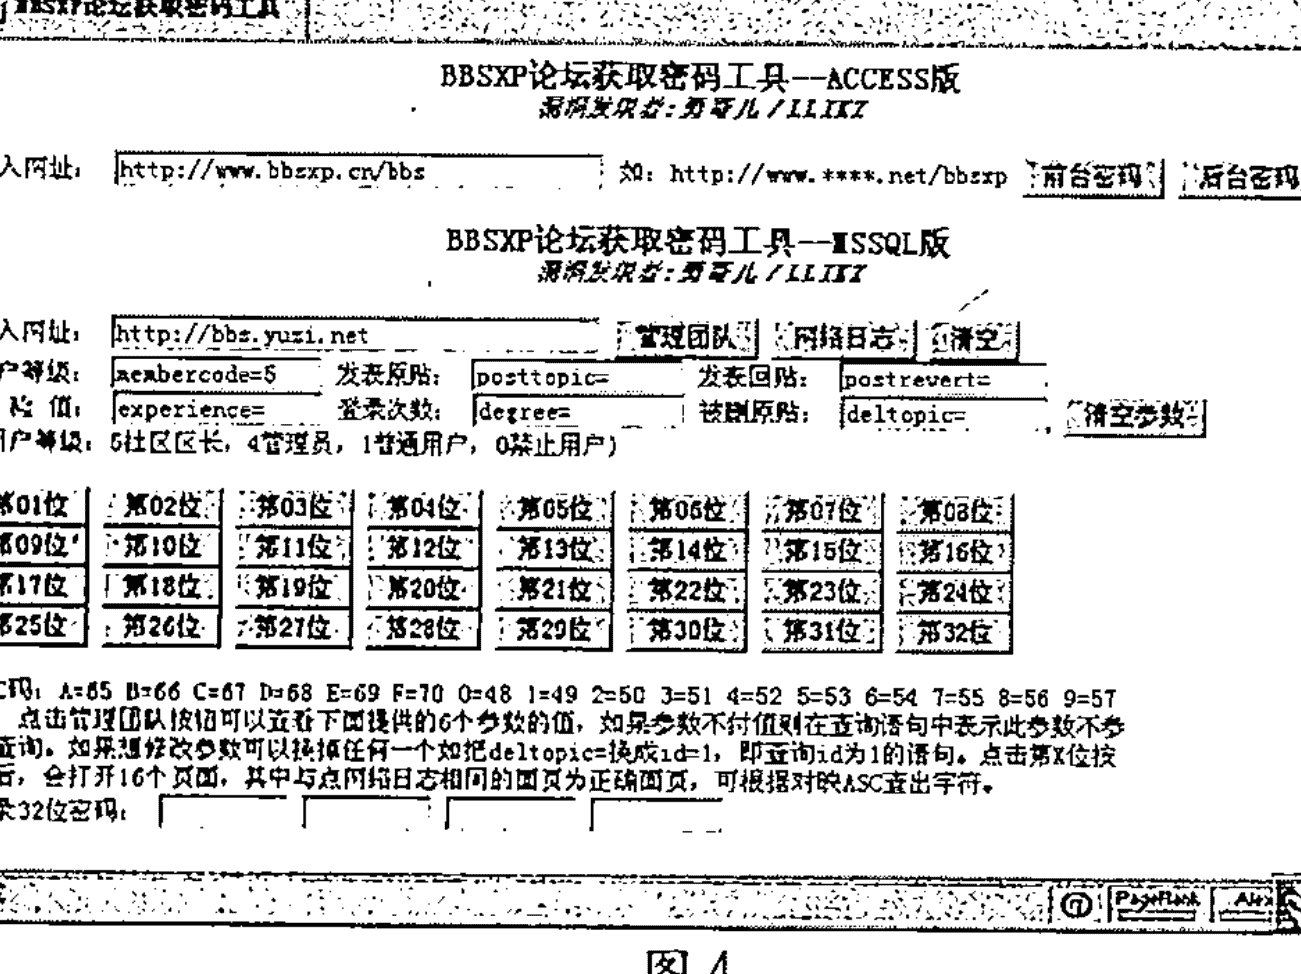 BBSXP论坛获取密码工具
BBSXP论坛获取密码工具--ACCESS版
漏洞发现者:剪哥儿/LLIKZ
入网址: http://www.bbsxp.cn/bbs 如: http://www.****.net/bbsxp 前台密码 后台密码
BBSXP论坛获取密码工具--MSSQL版
漏洞发现者:剪哥儿/LLIKZ
入网址: http://bbs.yuzi.net 管理团队 网络日志 清空
户等级: membercode=5 发表原贴: posttopic= 发表回贴: postrevert=
验 值: experience= 登录次数: degree= 被删原贴: deltopic= 清空参数
用户等级: 5社区区长, 4管理员, 1普通用户, 0禁止用户)
第01位 第02位 第03位 第04位 第05位 第06位 第07位 第08位
第09位 第10位 第11位 第12位 第13位 第14位 第15位 第16位
第17位 第18位 第19位 第20位 第21位 第22位 第23位 第24位
第25位 第26位 第27位 第28位 第29位 第30位 第31位 第32位
C码: A=65 B=66 C=67 D=68 E=69 F=70 0=48 1=49 2=50 3=51 4=52 5=53 6=54 7=55 8=56 9=57
点击管理团队按钮可以查看下面提供的6个参数的值, 如果参数不付值则在查询语句中表示此参数不参
查询。如果想修改参数可以换掉任何一个如把deltopic=换成id=1, 即查询id为1的语句。点击第X位按
后, 会打开16个页面, 其中与点网络日志相同的面页为正确面页, 可根据对映ASC查出字符。
录32位密码:
PageRank Alex
图 4